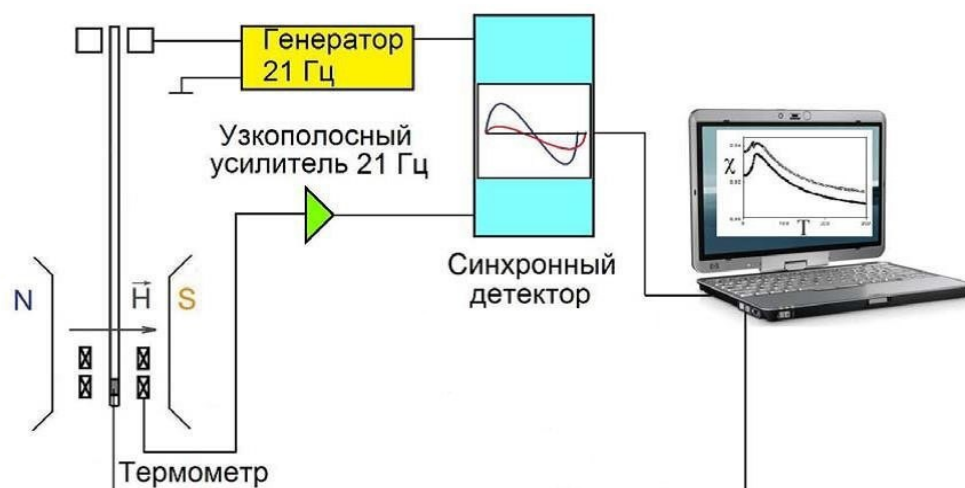 Генератор
21 Гц
Узкополосный
усилитель 21 Гц
Синхронный
детектор
N
H
S
Термометр
χ
T